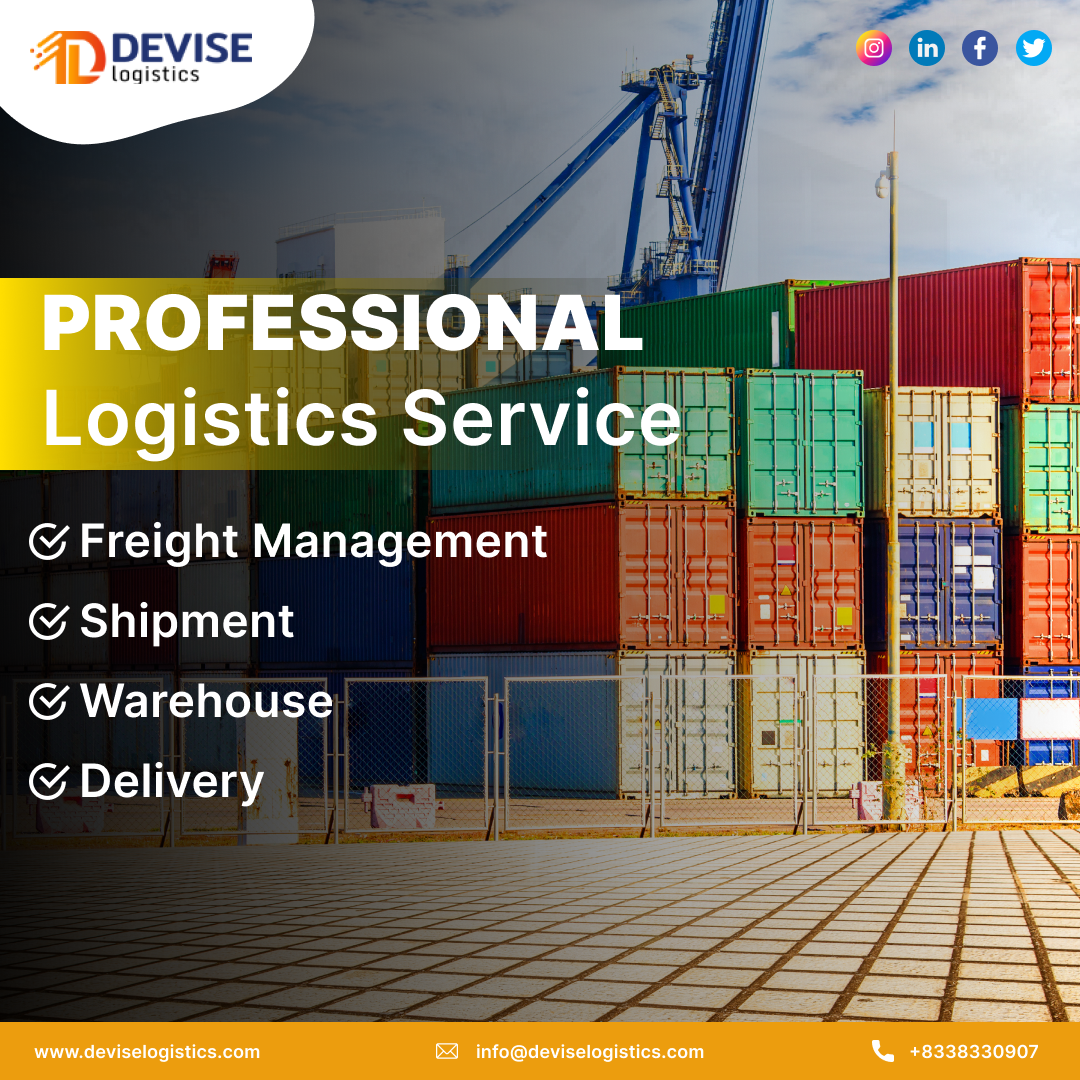 DEVISE
logistics
PROFESSIONAL
Logistics Service
Freight Management
Shipment
Warehouse
Delivery
www.deviselogistics.com
info@deviselogistics.com
+8338330907